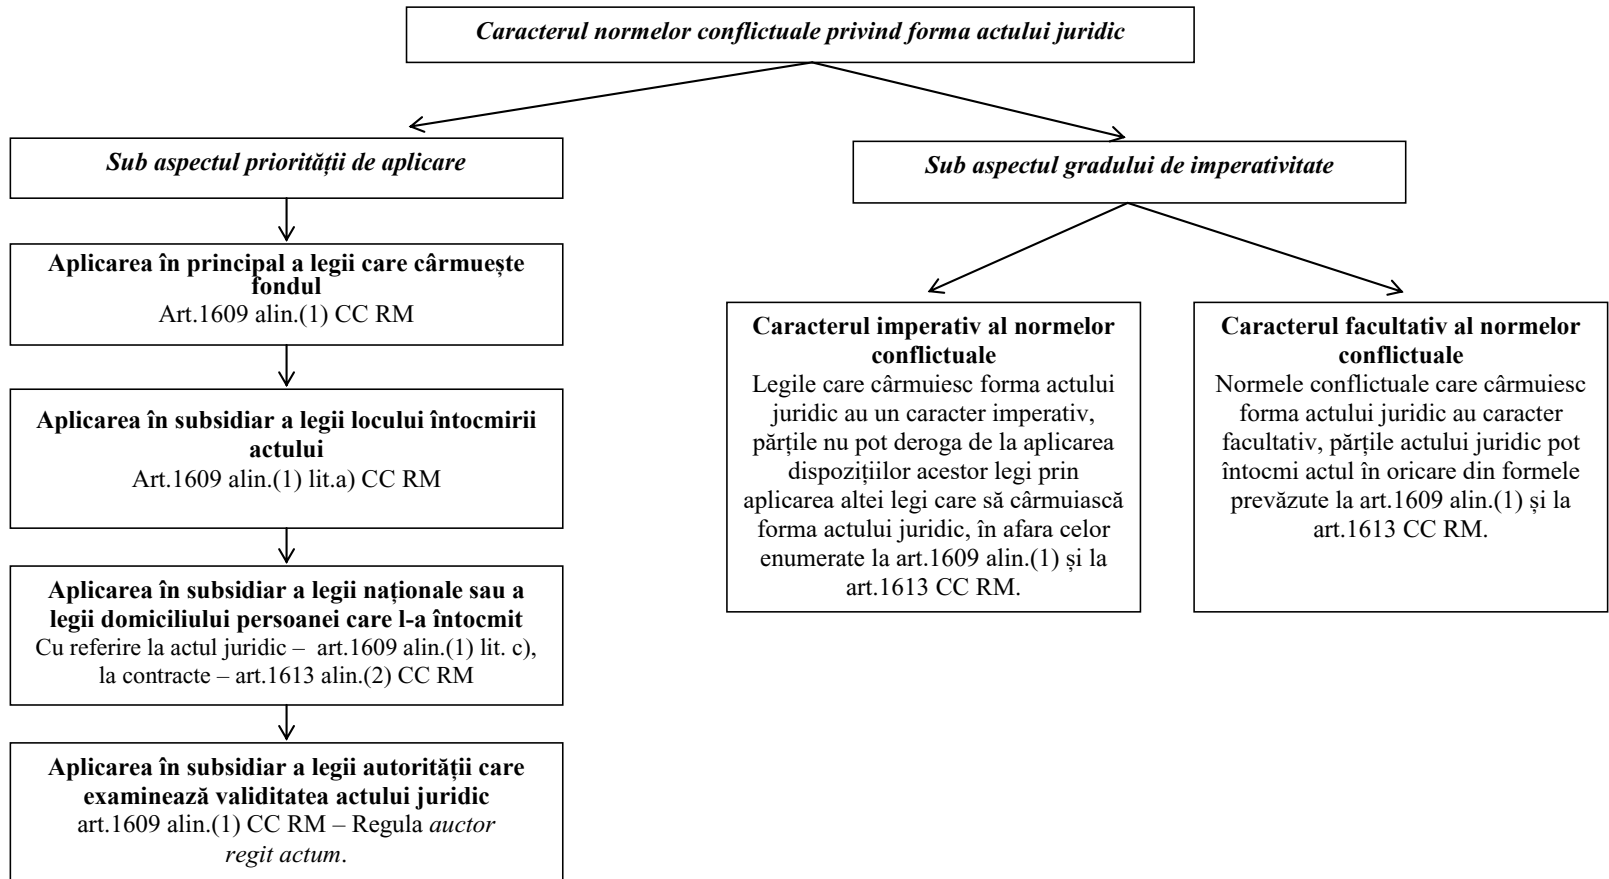 Caracterul normelor conflictuale privind forma actului juridic
Sub aspectul priorității de aplicare
Aplicarea în principal a legii care cârmuește
fondul
Art.1609 alin.(1) CC RM
Aplicarea în subsidiar a legii locului întocmirii
actului
Art.1609 alin.(1) lit.a) CC RM
Aplicarea în subsidiar a legii naționale sau a
legii domiciliului persoanei care l-a întocmit
Cu referire la actul juridic – art.1609 alin.(1) lit. c),
la contracte – art.1613 alin.(2) CC RM
Aplicarea în subsidiar a legii autorității care
examinează validitatea actului juridic
art.1609 alin.(1) CC RM – Regula auctor
regit actum.
Sub aspectul gradului de imperativitate
Caracterul imperativ al normelor
conflictuale
Legile care cârmuiesc forma actului
juridic au un caracter imperativ,
părțile nu pot deroga de la aplicarea
dispozițiilor acestor legi prin
aplicarea altei legi care să cârmuiască
forma actului juridic, în afara celor
enumerate la art.1609 alin.(1) și la
art.1613 CC RM.
Caracterul facultativ al normelor
conflictuale
Normele conflictuale care cârmuiesc
forma actului juridic au caracter
facultativ, părțile actului juridic pot
întocmi actul în oricare din formele
prevăzute la art.1609 alin.(1) și la
art.1613 CC RM.